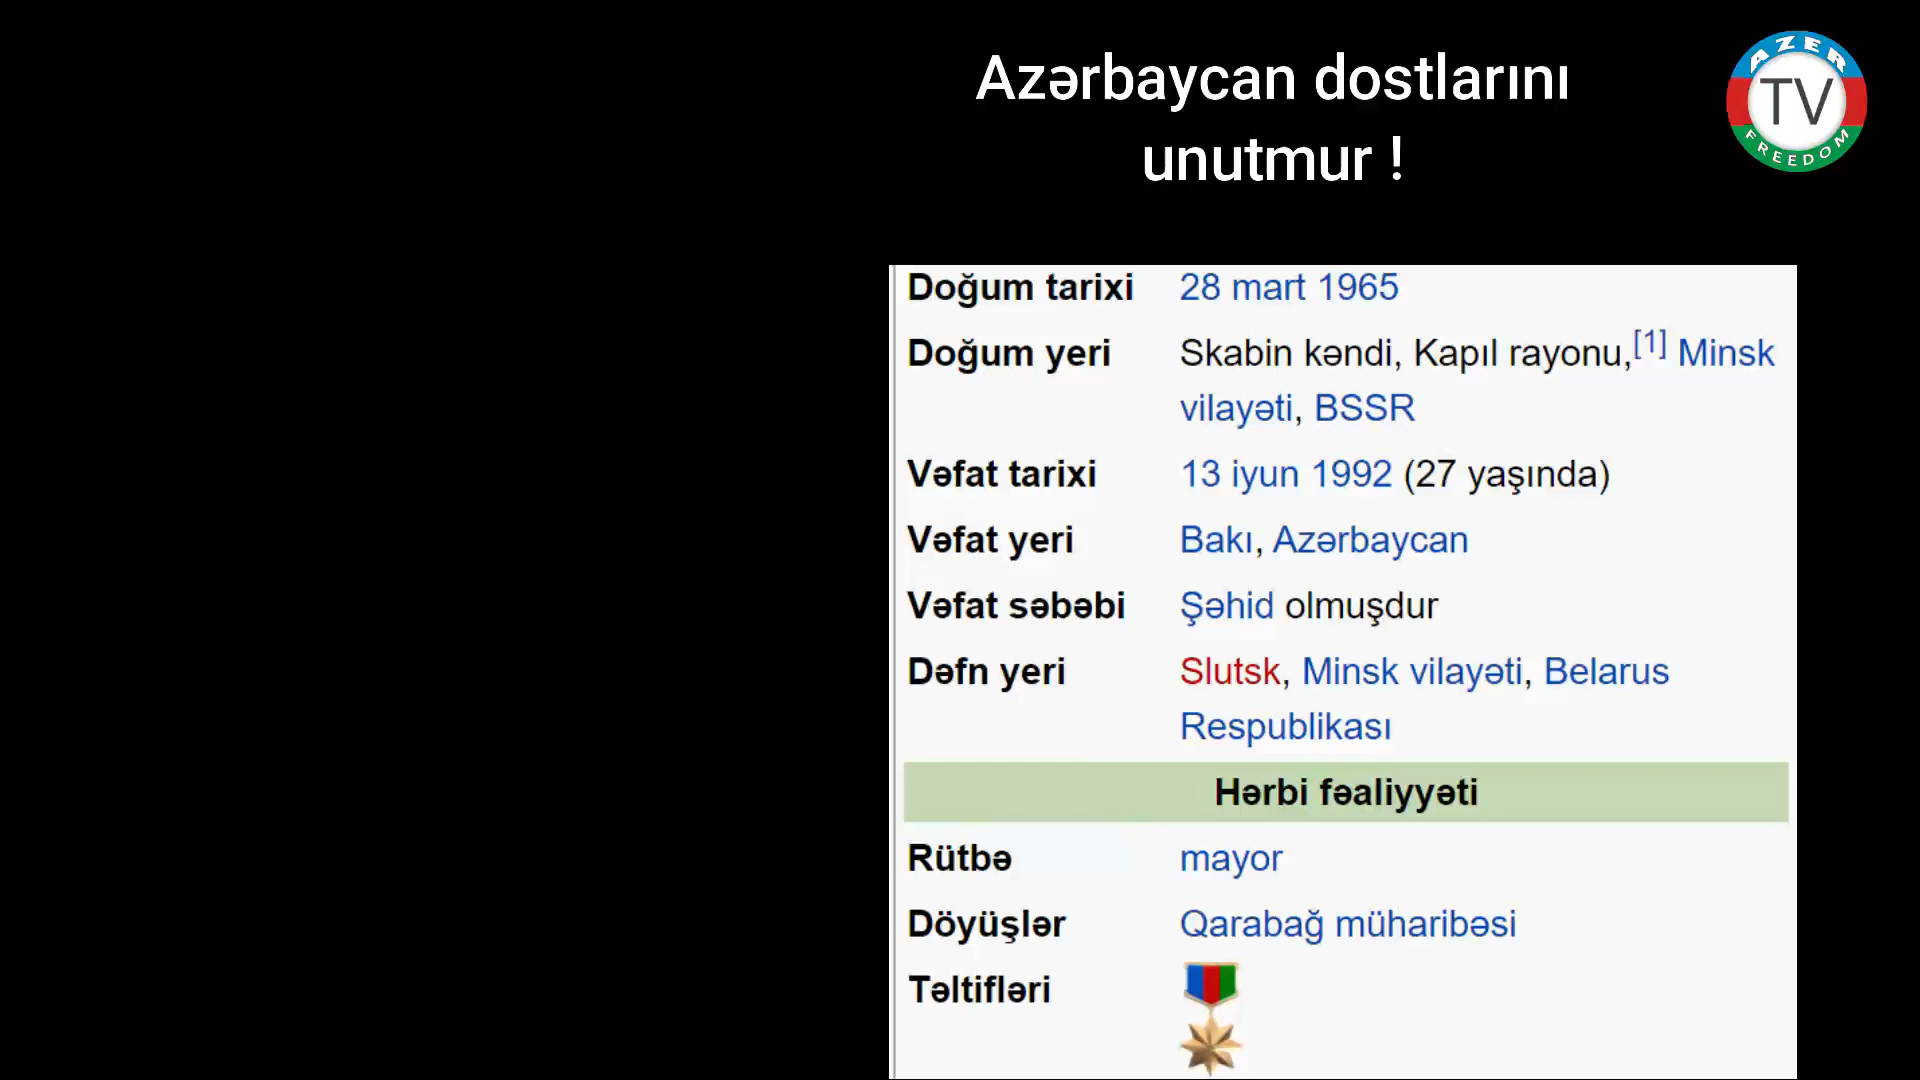 Azərbaycan dostlarını
unutmur !
AZER
TV
FREEDOM
Doğum tarixi 28 mart 1965
Doğum yeri Skabin kəndi, Kapıl rayonu,[1] Minsk
vilayəti, BSSR
Vəfat tarixi 13 iyun 1992 (27 yaşında)
Vəfat yeri Bakı, Azərbaycan
Vəfat səbəbi Şəhid olmuşdur
Dəfn yeri Slutsk, Minsk vilayəti, Belarus
Respublikası
Hərbi fəaliyyəti
Rütbə mayor
Döyüşlər Qarabağ müharibəsi
Təltifləri